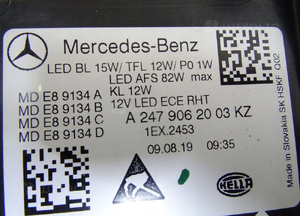 Mercedes-Benz
LED BL 15W/ TFL 12W/ P0 1W
LED AFS 82W max
KL 12W
12V LED ECE RHT
MD E8 9134 A
MD E8 9134 B
MD E8 9134 C
MD E8 9134 D
A 247 906 20 03 KZ
1EX.2453
09.08.19 09:35
HELLA
Made in Slovakia SK HSKF O02